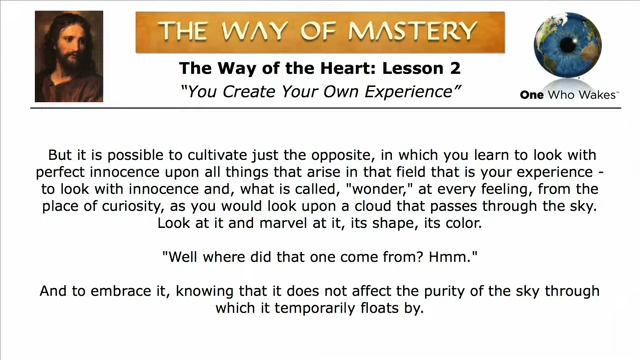 THE WAY OF MASTERY
The Way of the Heart: Lesson 2
“You Create Your Own Experience”
One Who Wakes™
But it is possible to cultivate just the opposite, in which you learn to look with
perfect innocence upon all things that arise in that field that is your experience -
to look with innocence and, what is called, "wonder," at every feeling, from the
place of curiosity, as you would look upon a cloud that passes through the sky.
Look at it and marvel at it, its shape, its color.
"Well where did that one come from? Hmm."
And to embrace it, knowing that it does not affect the purity of the sky through
which it temporarily floats by.